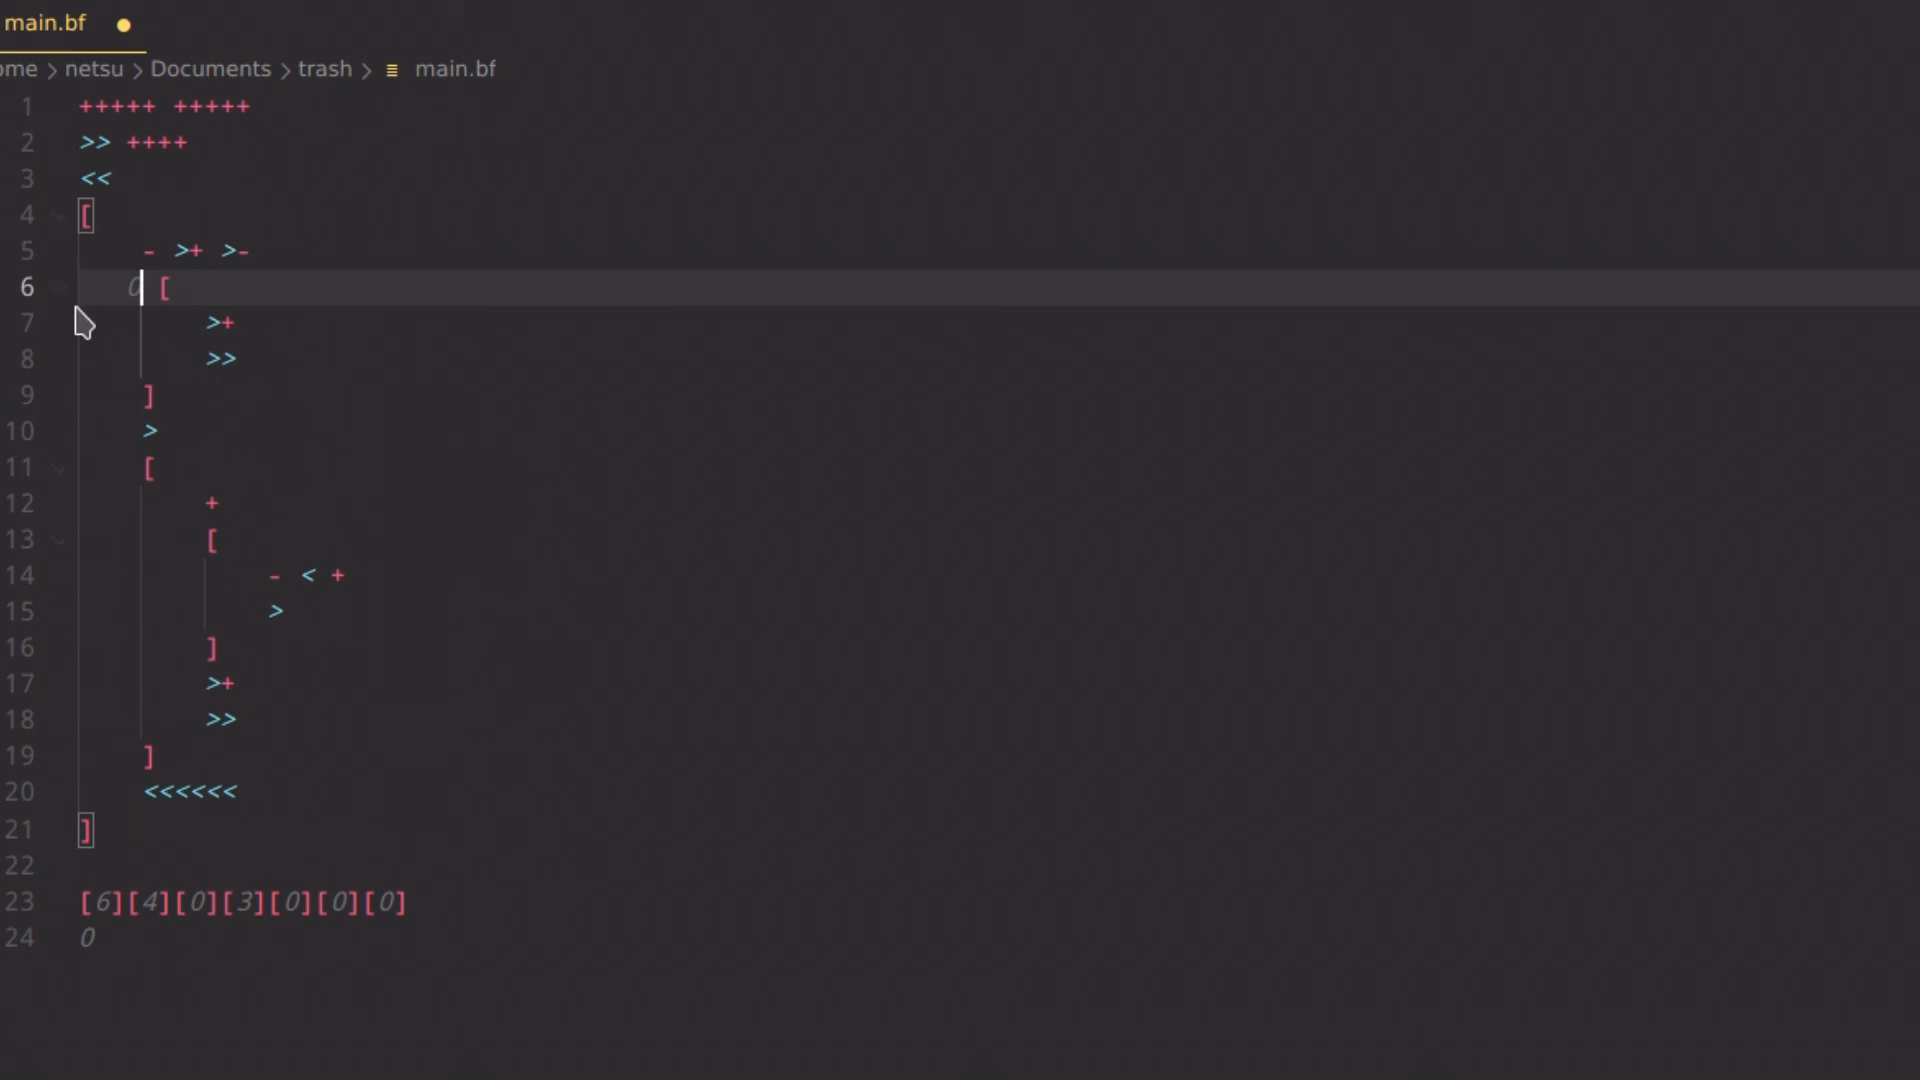 main.bf
ome > netsu > Documents > trash > main.bf
1 +++++ +++++
2 >> ++++
3 <<
4 [
5 - >+ >-
6 0 [
7 >+
8 >>
9 ]
10 >
11 [
12 +
13 [
14 - < +
15 >
16 ]
17 >+
18 >>
19 ]
20 <<<<<<
21 ]
22
23 [6][4][0][3][0][0][0]
24 0